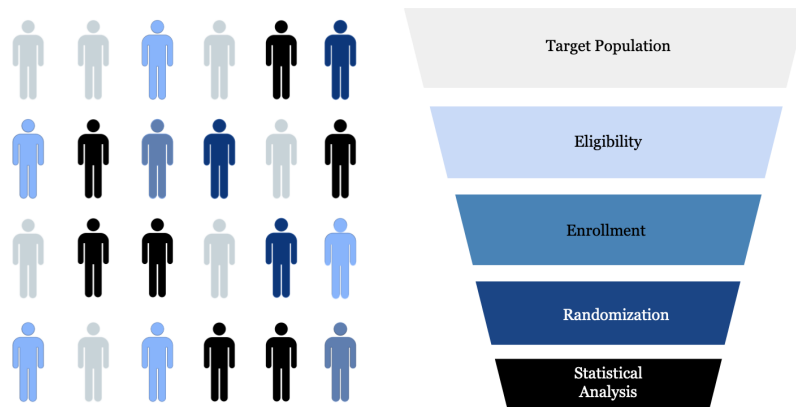 Target Population
Eligibility
Enrollment
Randomization
Statistical
Analysis